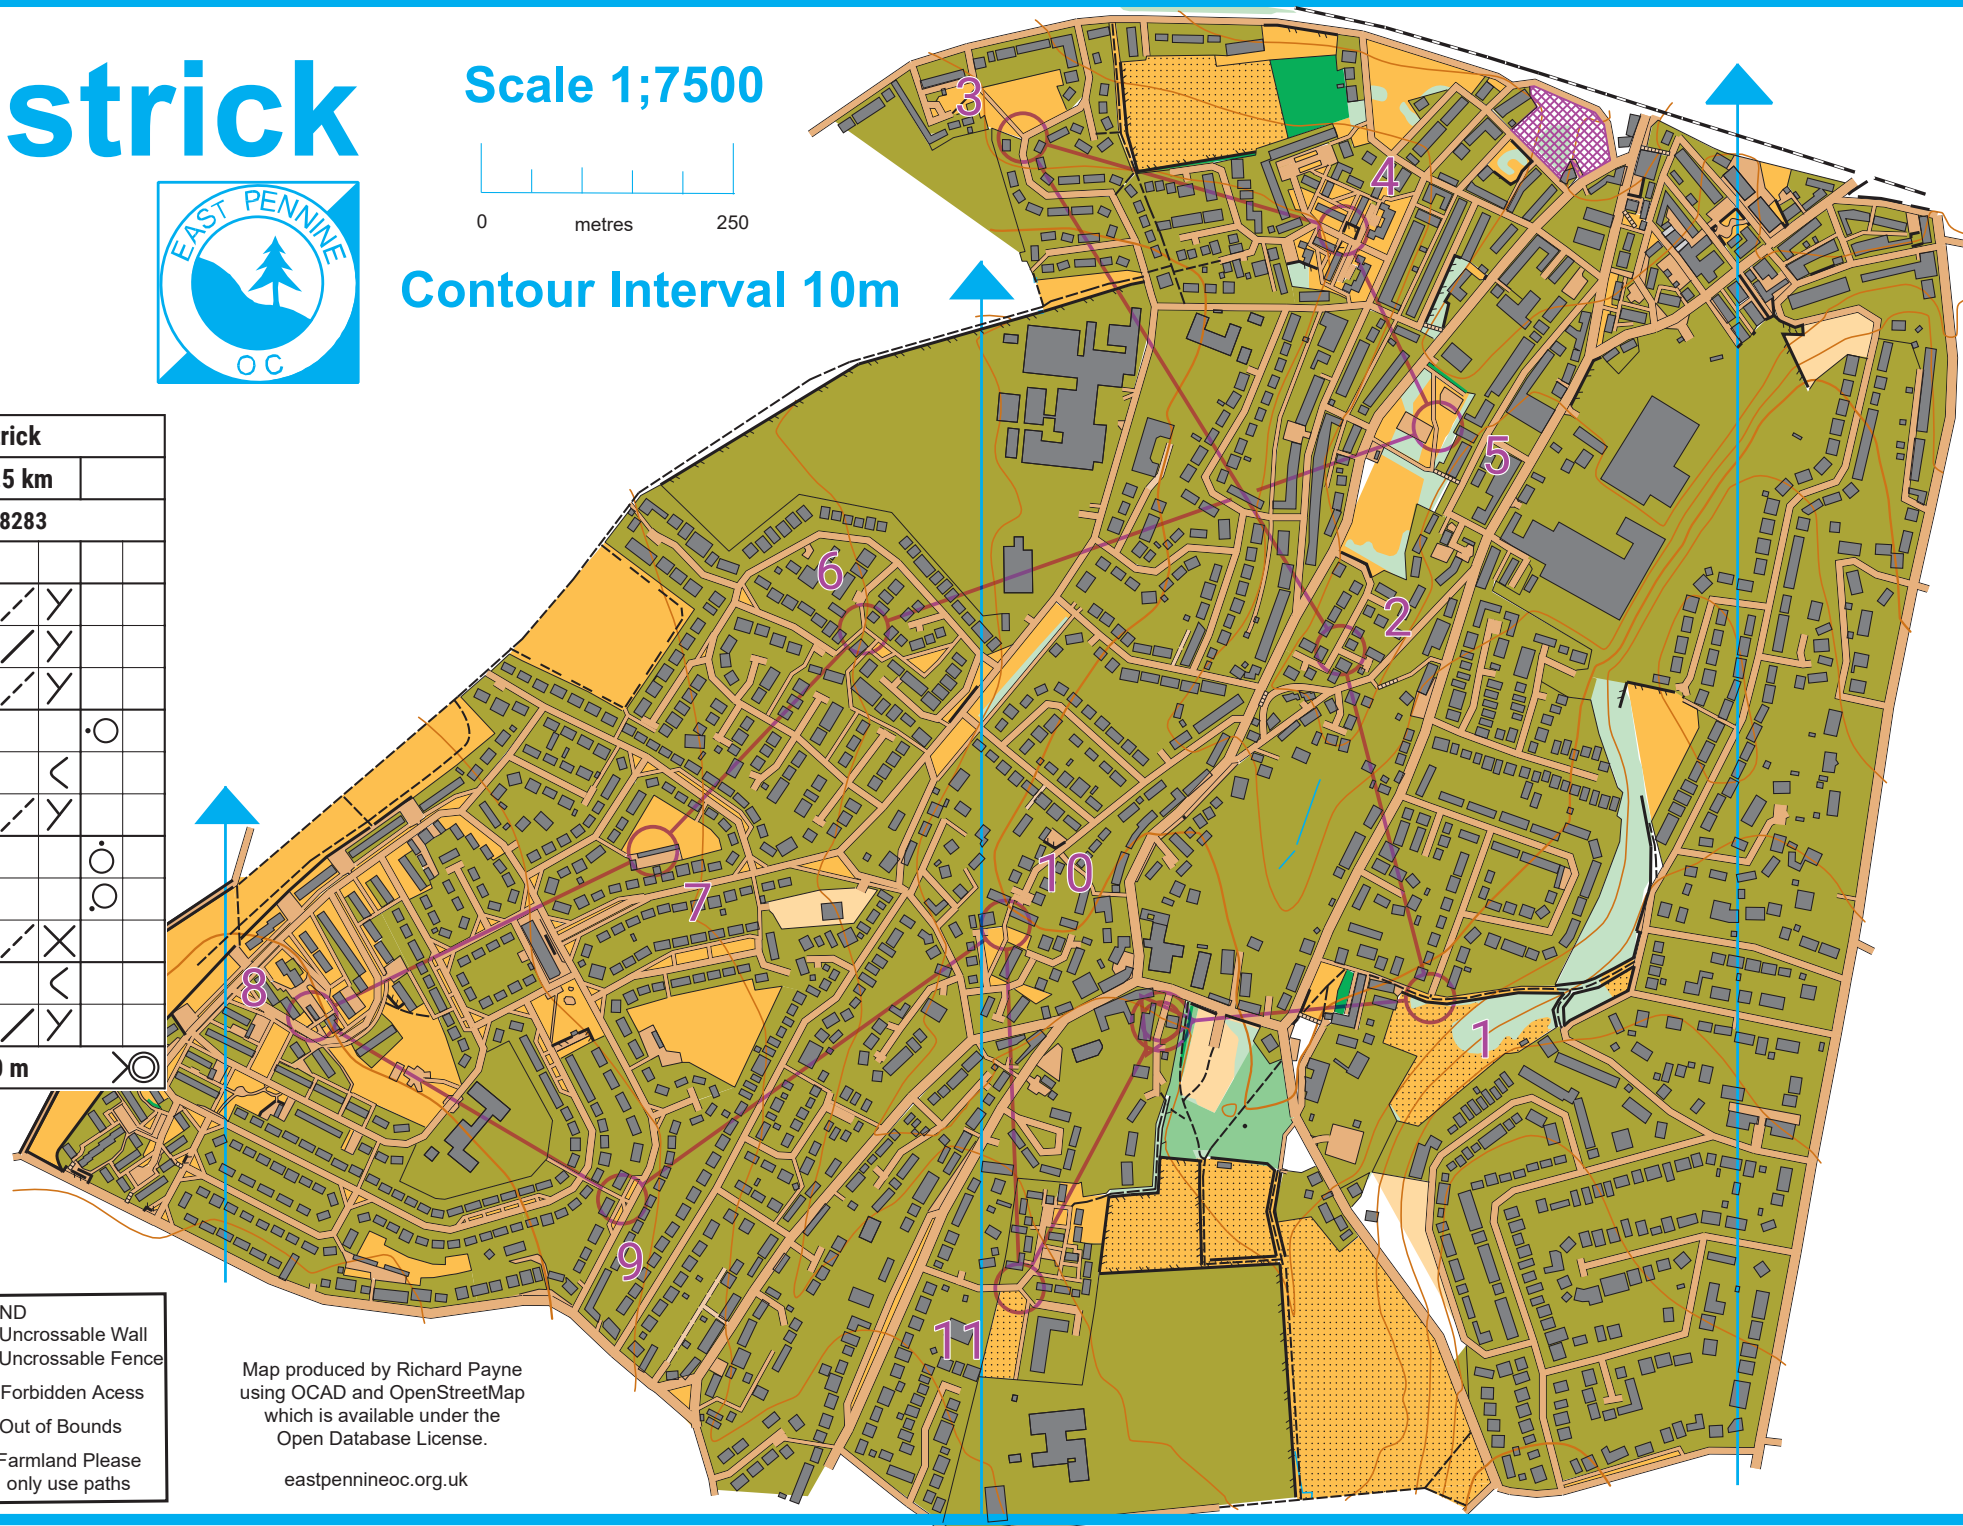 strick
Scale 1;7500
0 metres 250
Contour Interval 10m
EAST PENNINE
OC
rick
5 km
8283
m
ND
Uncrossable Wall
Uncrossable Fence
Forbidden Acess
Out of Bounds
Farmland Please
only use paths
Map produced by Richard Payne
using OCAD and OpenStreetMap
which is available under the
Open Database License.
eastpennineoc.org.uk
3
4
5
6
2
10
7
8
1
9
11